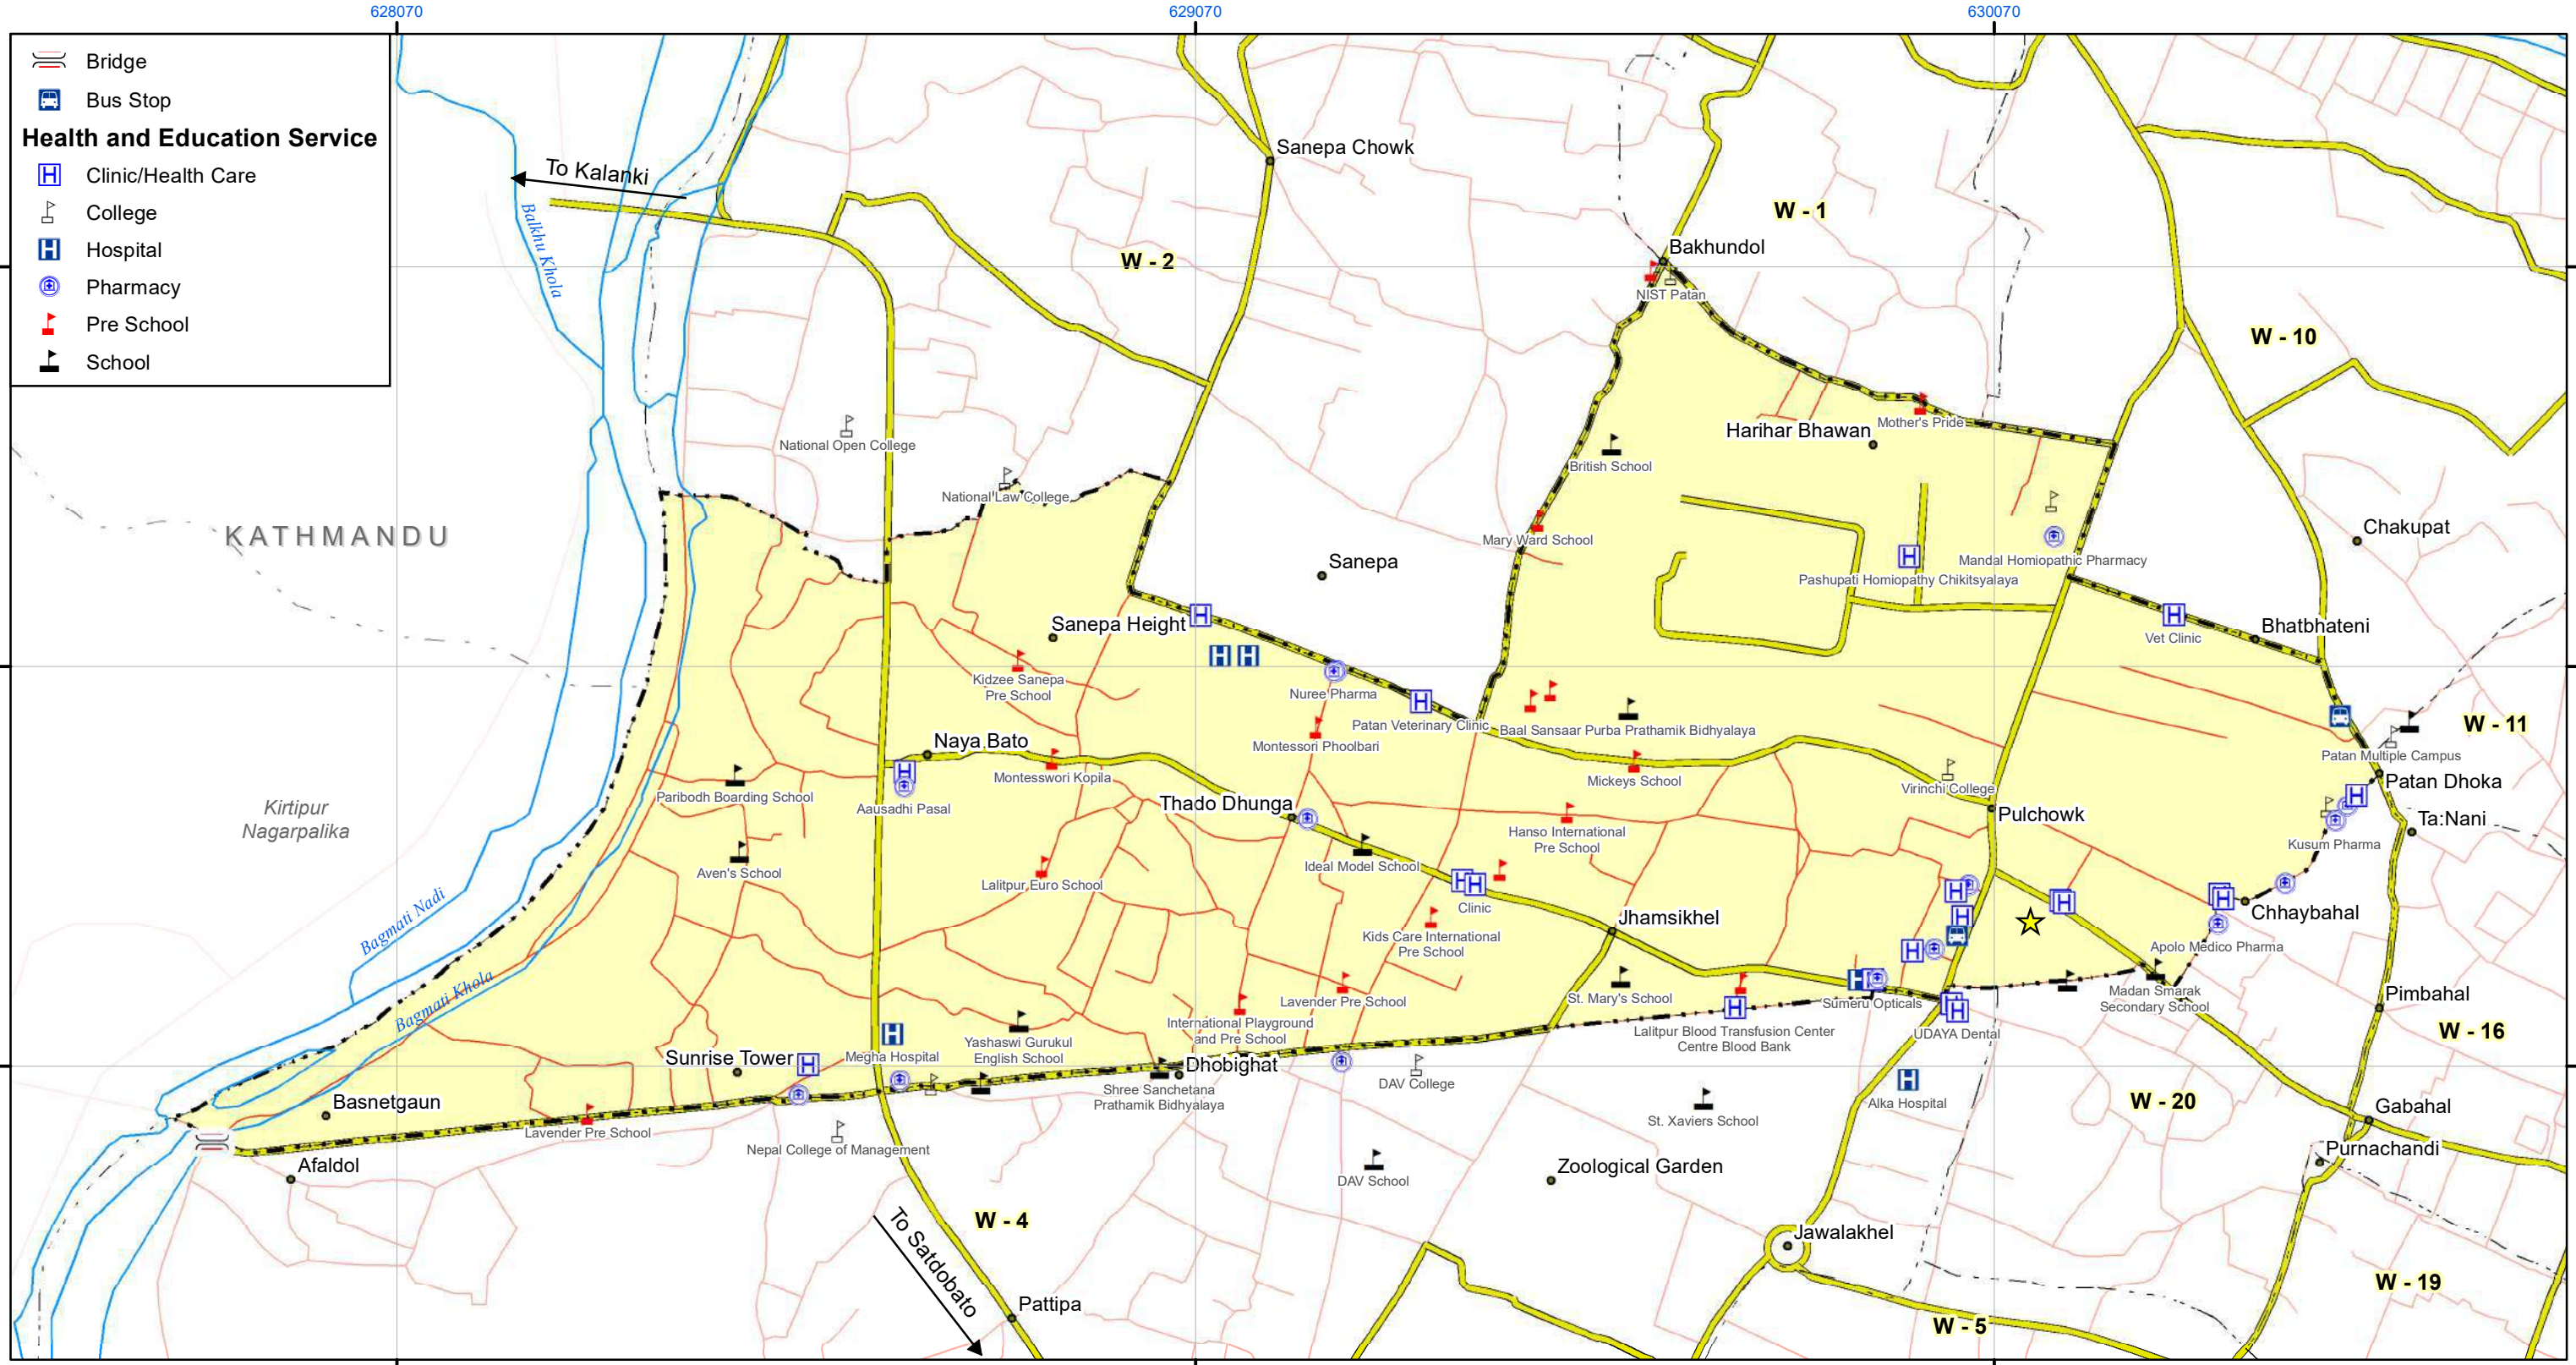 628070
629070
630070
Bridge
Bus Stop
Health and Education Service
Clinic/Health Care
College
Hospital
Pharmacy
Pre School
School
To Kalanki
Balkhu Khola
Sanepa Chowk
W - 1
W - 2
Bakhundol
NIST Patan
W - 10
National Open College
National Law College
Harihar Bhawan
Mother's Pride
British School
KATHMANDU
Mary Ward School
Sanepa
Chakupat
Mandal Homiopathic Pharmacy
Pashupati Homiopathy Chikitsyalaya
Sanepa Height
Vet Clinic
Bhatbhateni
Kidzee Sanepa
Pre School
Nuree Pharma
Patan Veterinary Clinic
Baal Sansaar Purba Prathamik Bidhyalaya
W - 11
Naya Bato
Montessori Phoolbari
Patan Multiple Campus
Montesswori Kopila
Mickeys School
Patan Dhoka
Paribodh Boarding School
Aausadhi Pasal
Virinchi College
Kirtipur
Nagarpalika
Thado Dhunga
Pulchowk
Ta:Nani
Hanso International
Pre School
Kusum Pharma
Aven's School
Ideal Model School
Lalitpur Euro School
Clinic
Jhamsikhel
Chhaybahal
Bagmati Nadi
Kids Care International
Pre School
Apolo Medico Pharma
Bagmati Khola
Lavender Pre School
St. Mary's School
Sumeru Opticals
Madan Smarak
Secondary School
Pimbahal
International Playground
and Pre School
Lalitpur Blood Transfusion Center
Centre Blood Bank
UDAYA Dental
W - 16
Yashaswi Gurukul
English School
Megha Hospital
Sunrise Tower
Dhobighat
DAV College
Shree Sanchetana
Prathamik Bidhyalaya
Basnetgaun
Alka Hospital
W - 20
Gabahal
Lavender Pre School
St. Xaviers School
Nepal College of Management
Purnachandi
Afaldol
DAV School
Zoological Garden
W - 4
To Satdobato
Jawalakhel
W - 19
Pattipa
W - 5